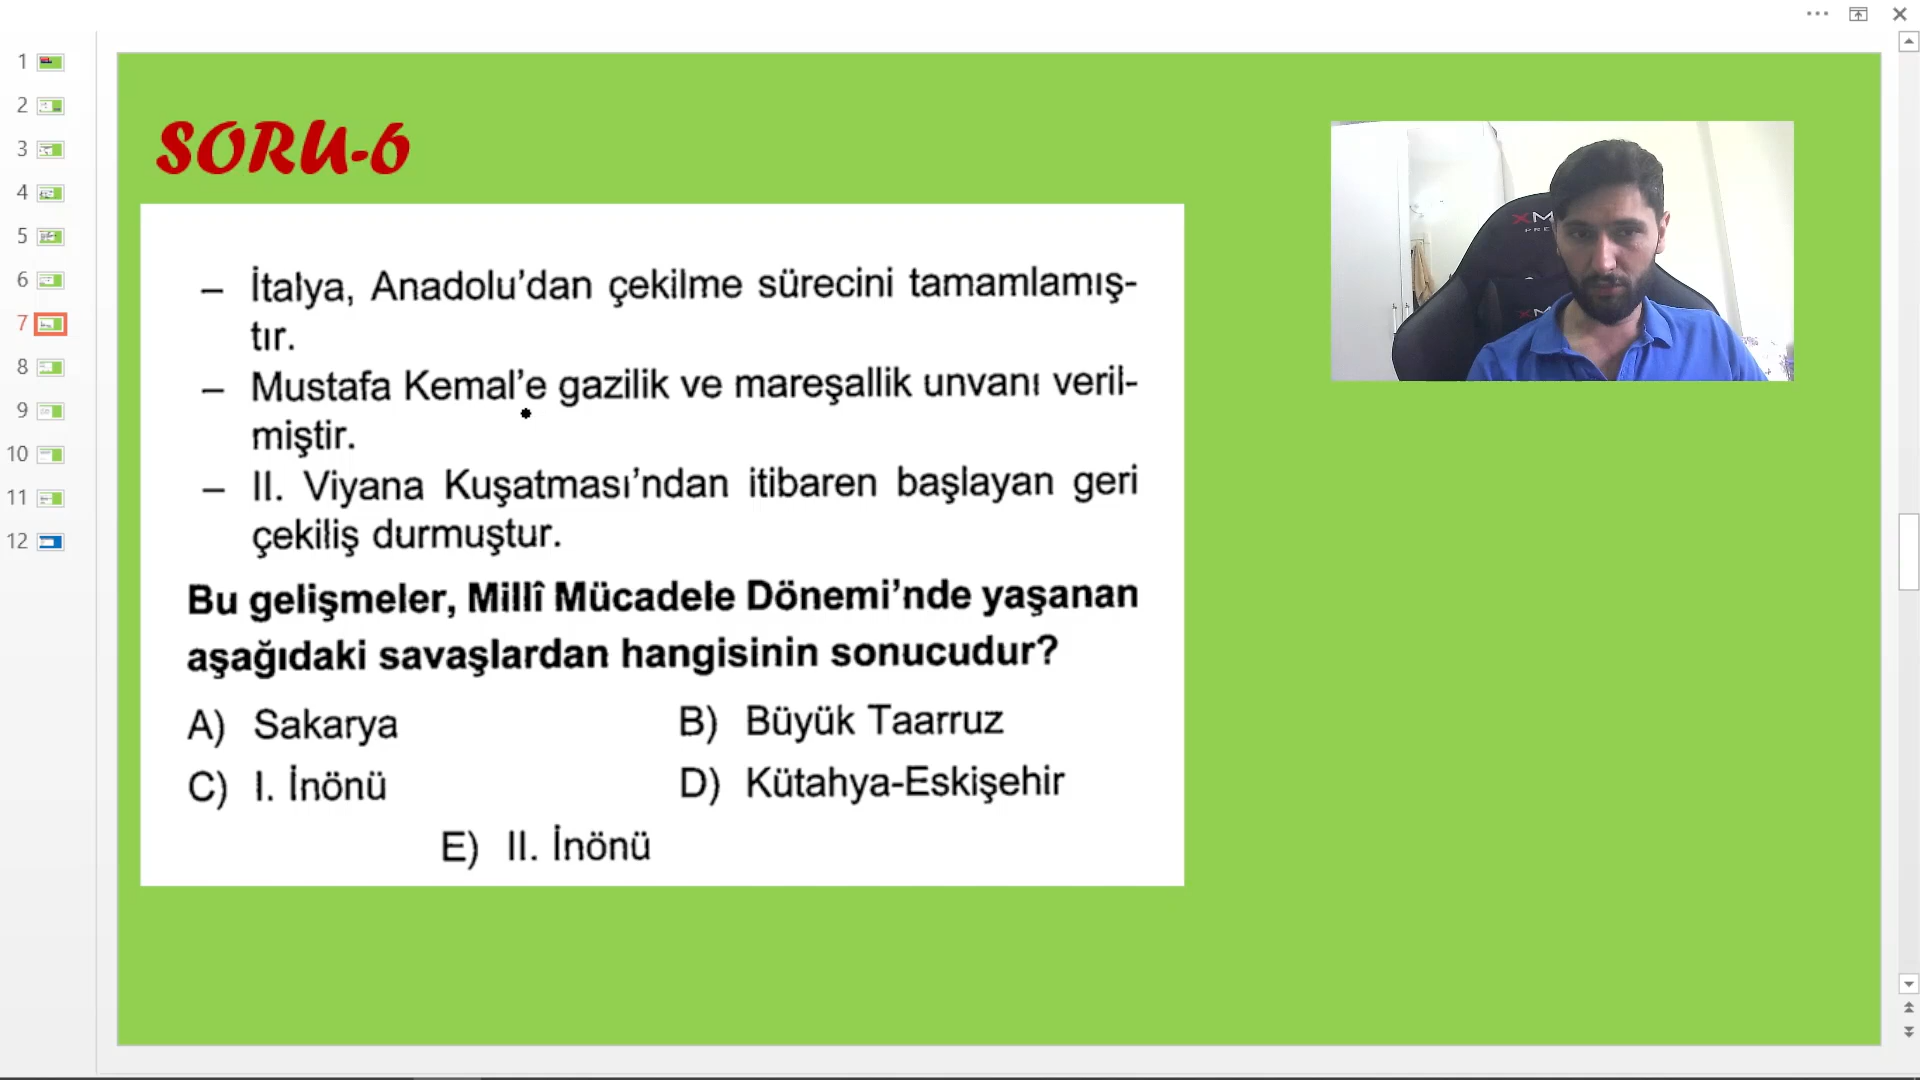 1
2
3
4
5
6
7
8
9
10
11
12
SORU-6
– İtalya, Anadolu’dan çekilme sürecini tamamlamış-
tır.
– Mustafa Kemal’e gazilik ve mareşallik unvanı veril-
miştir.
– II. Viyana Kuşatması’ndan itibaren başlayan geri
çekiliş durmuştur.
Bu gelişmeler, Millî Mücadele Dönemi’nde yaşanan
aşağıdaki savaşlardan hangisinin sonucudur?
A) Sakarya B) Büyük Taarruz
C) I. İnönü D) Kütahya-Eskişehir
E) II. İnönü
XM
PRE
XM